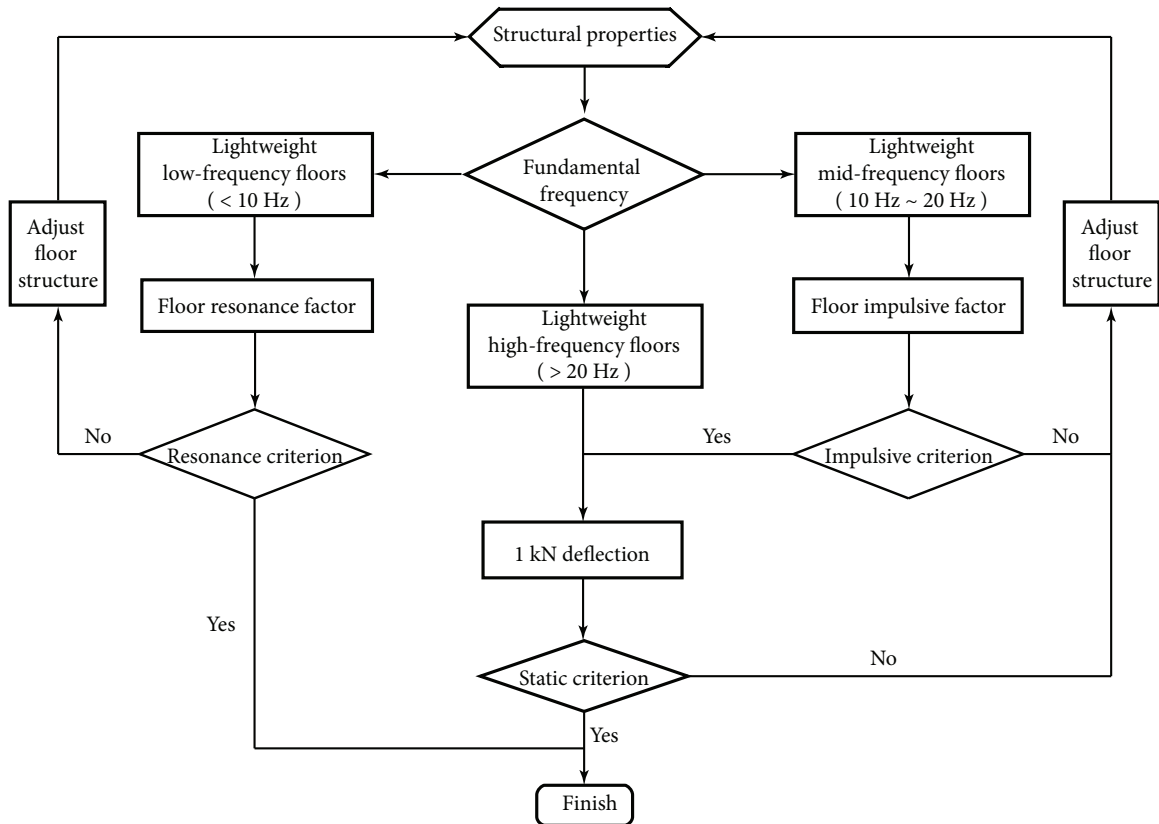 Structural properties
Lightweight
low-frequency floors
( < 10 Hz )
Fundamental
frequency
Lightweight
mid-frequency floors
( 10 Hz ~ 20 Hz )
Adjust
floor
structure
Adjust
floor
structure
Floor resonance factor
Lightweight
high-frequency floors
( > 20 Hz )
Floor impulsive factor
No
Resonance criterion
Yes
Impulsive criterion
No
1 kN deflection
Yes
Static criterion
No
Yes
Finish